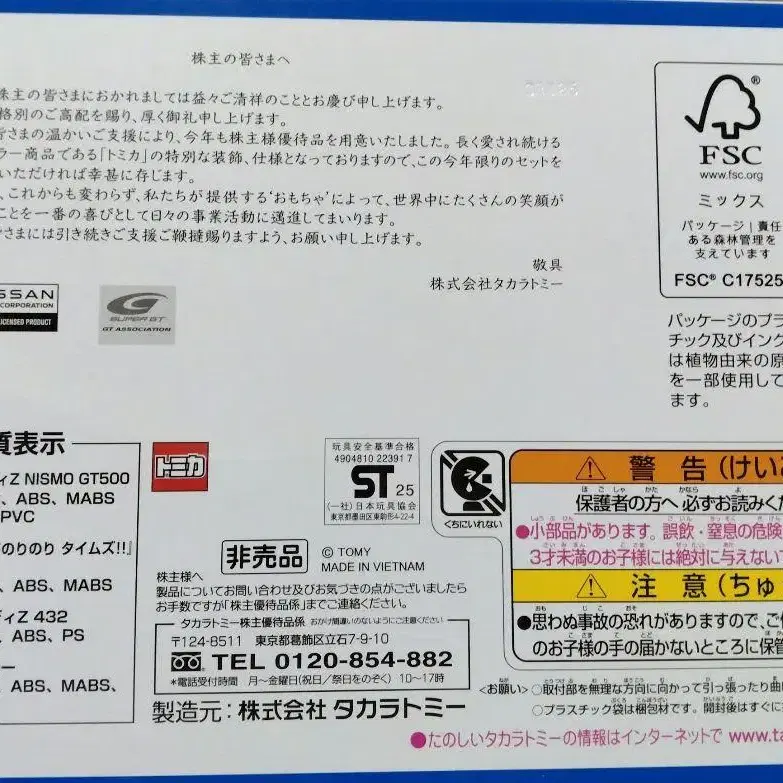 株主の皆さまへ
株主の皆さまにおかれましては益々ご清祥のこととお慶び申し上げます。
格別のご高配を賜り、厚く御礼申し上げます。
皆さまの温かいご支援により、今年も株主様優待品を用意いたしました。長く愛され続ける
ラー商品である「トミカ」の特別な装飾、仕様となっておりますので、この今年限りのセットを
いただければ幸甚に存じます。
、これからも変わらず、私たちが提供する‘おもちゃ’によって、世界中にたくさんの笑顔が
ことを一番の喜びとして日々の事業活動に邁進してまいります。
さまには引き続きご支援ご鞭撻賜りますよう、お願い申し上げます。
敬具
株式会社タカラトミー
FSC
www.fsc.org
ミックス
パッケージ|責任
ある森林管理を
支えています
FSC® C17525
パッケージのプラ
チック及びインク
は植物由来の原
を一部使用して
ます。
SSAN
CORPORATION
LICENSED PRODUCT
SUPER GT
GT ASSOCIATION
質表示
ィZ NISMO GT500
、ABS、MABS
PVC
のりのり タイムズ!!』
、ABS、MABS
ディZ 432
、ABS、PS
ー
、ABS、MABS、
トミカ
玩具安全基準合格
4904810 22391 7
ST 25
(一社)日本玩具協会
東京都墨田区東駒形4-22-4
くちにいれない
非売品
© TOMY
MADE IN VIETNAM
株主様へ
製品についてお問い合わせ及びお気づきの点がございましたら
お手数ですが「株主優待品係」までご連絡ください。
タカラトミー株主優待品係 おかけ間違いのないようにご注意ください
〒124-8511 東京都葛飾区立石7-9-10
TEL 0120-854-882
*電話受付時間 月〜金曜日(祝日/祭日をのぞく) 10〜17時
製造元:株式会社 タカラトミー
警告(けいこ
保護者の方へ 必ずお読みくだ
●小部品があります。誤飲・窒息の危険
3才未満のお子様には絶対に与えないで
注意(ちゅ
●思わぬ事故の恐れがありますので、ご使
のお子様の手の届かないところに保管
<お願い>○取付部を無理な方向に向かって引っ張ったり曲
○プラスチック袋は梱包材です。開封後はすぐに
●たのしいタカラトミーの情報はインターネットで www.ta